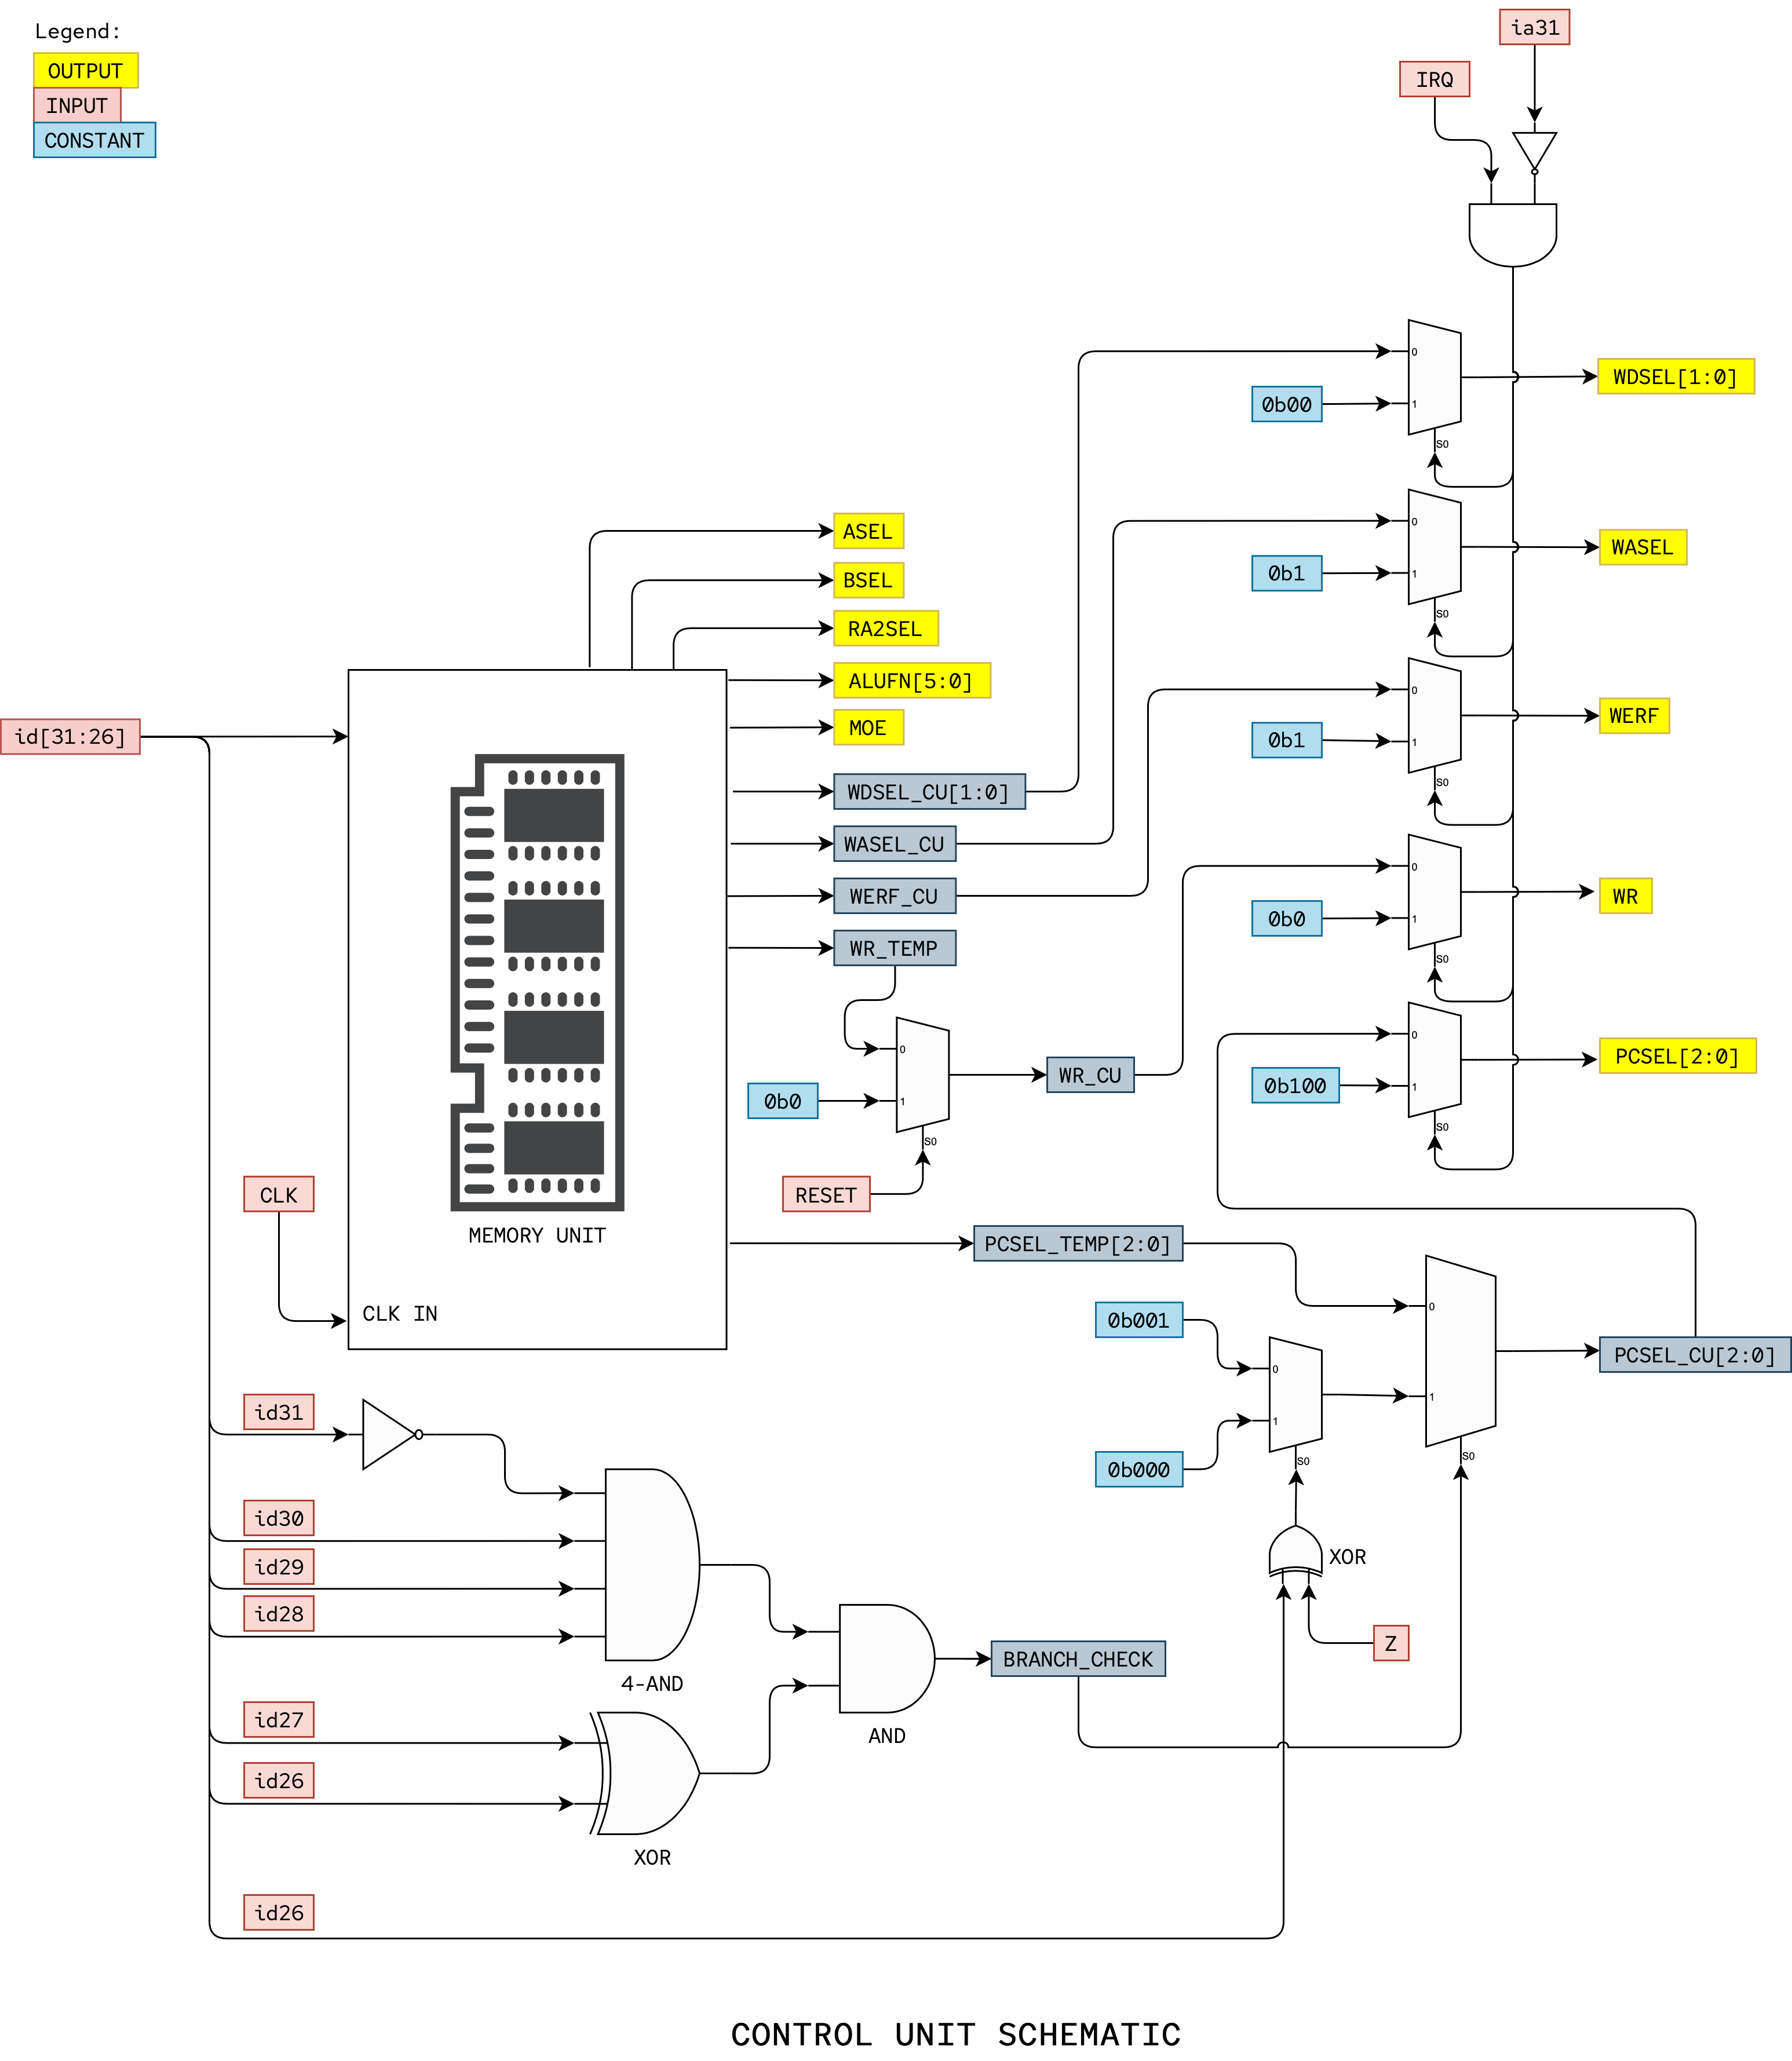 Legend:
OUTPUT
INPUT
CONSTANT
ia31
IRQ
0
WDSEL[1:0]
0b00
1
S0
0
ASEL
WASEL
0b1
1
BSEL
S0
RA2SEL
ALUFN[5:0]
0
WERF
MOE
id[31:26]
0b1
1
S0
WDSEL_CU[1:0]
WASEL_CU
0
WERF_CU
WR
0b0
1
WR_TEMP
S0
0
0
PCSEL[2:0]
WR_CU
0b100
1
0b0
1
S0
S0
CLK
RESET
MEMORY UNIT
PCSEL_TEMP[2:0]
CLK IN
0b001
0
0
PCSEL_CU[2:0]
1
id31
1
0b000
S0
S0
id30
XOR
id29
id28
Z
BRANCH_CHECK
4-AND
id27
AND
id26
XOR
id26
CONTROL UNIT SCHEMATIC